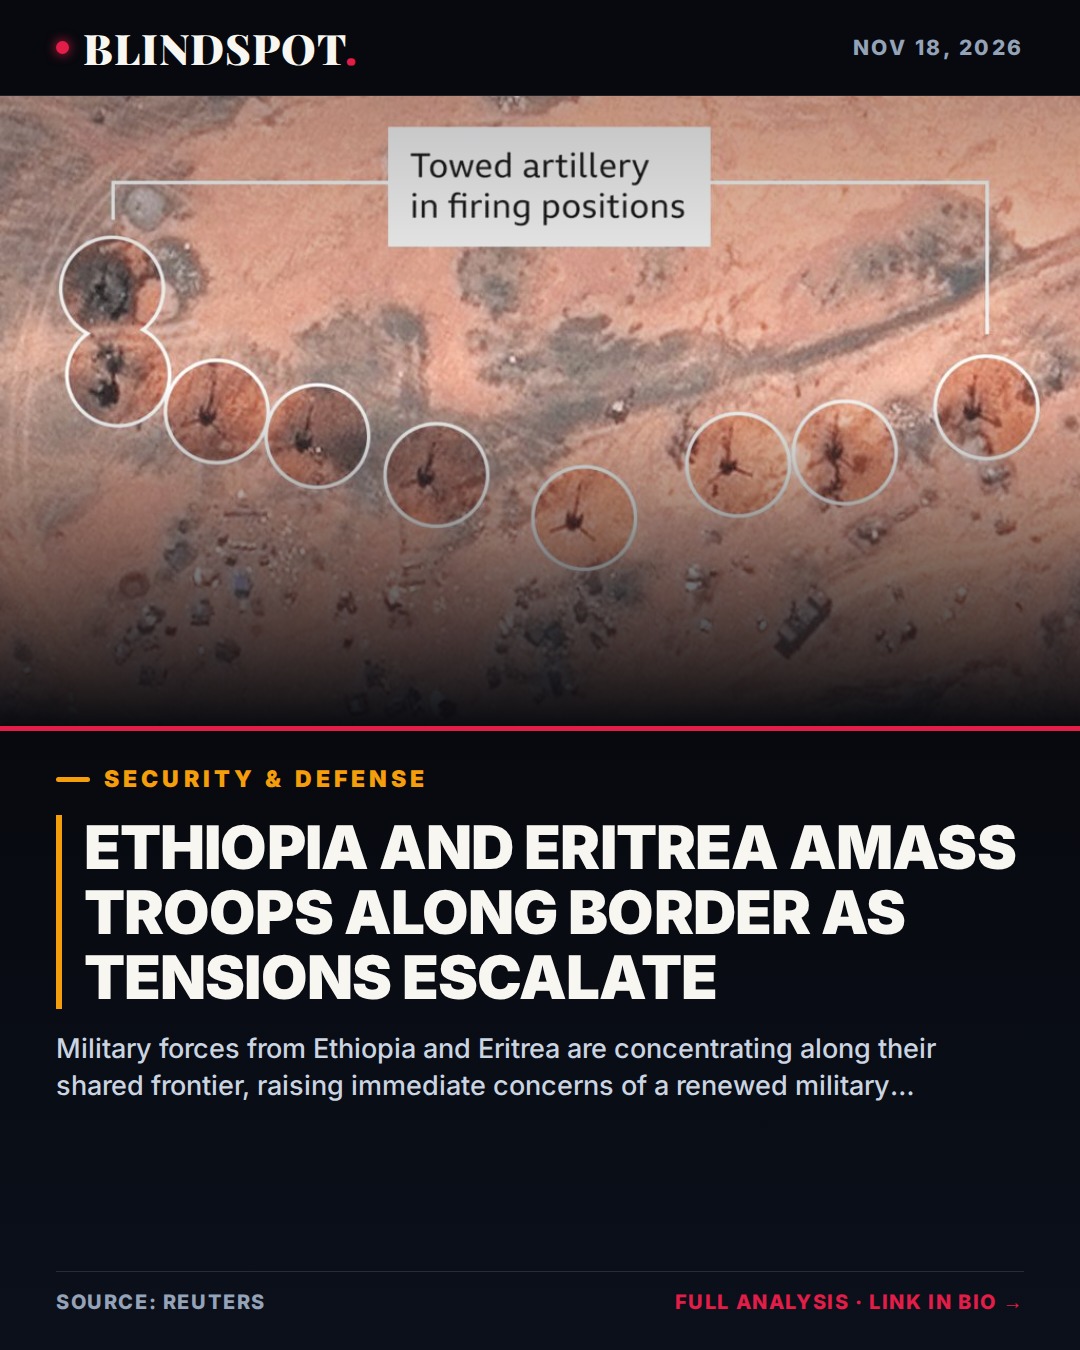 BLINDSPOT.
NOV 18, 2026
Towed artillery
in firing positions
SECURITY & DEFENSE
ETHIOPIA AND ERITREA AMASS
TROOPS ALONG BORDER AS
TENSIONS ESCALATE
Military forces from Ethiopia and Eritrea are concentrating along their
shared frontier, raising immediate concerns of a renewed military...
SOURCE: REUTERS
FULL ANALYSIS · LINK IN BIO →